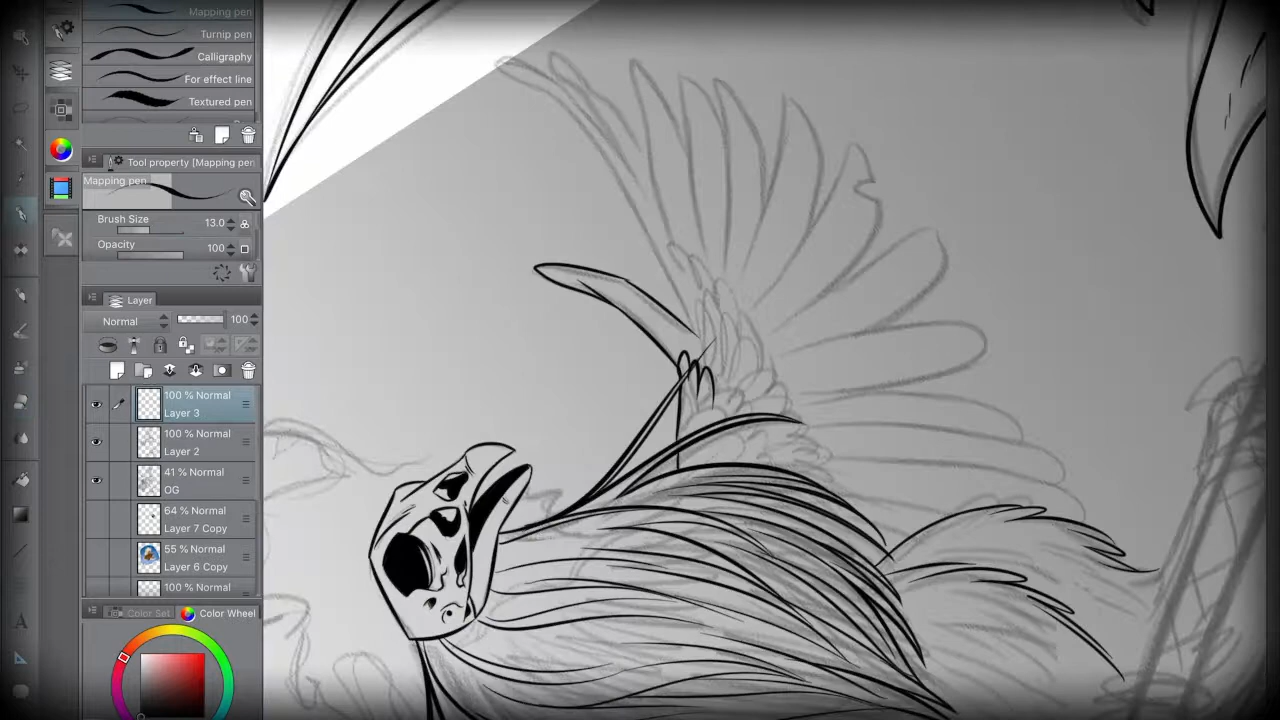 Mapping pen
Turnip pen
Calligraphy
For effect line
Textured pen
Tool property [Mapping pen
Mapping pen
Brush Size 13.0
Opacity 100
Layer
Normal 100
100 % Normal
Layer 3
100 % Normal
Layer 2
41 % Normal
OG
64 % Normal
Layer 7 Copy
55 % Normal
Layer 6 Copy
100 % Normal
Color Set Color Wheel